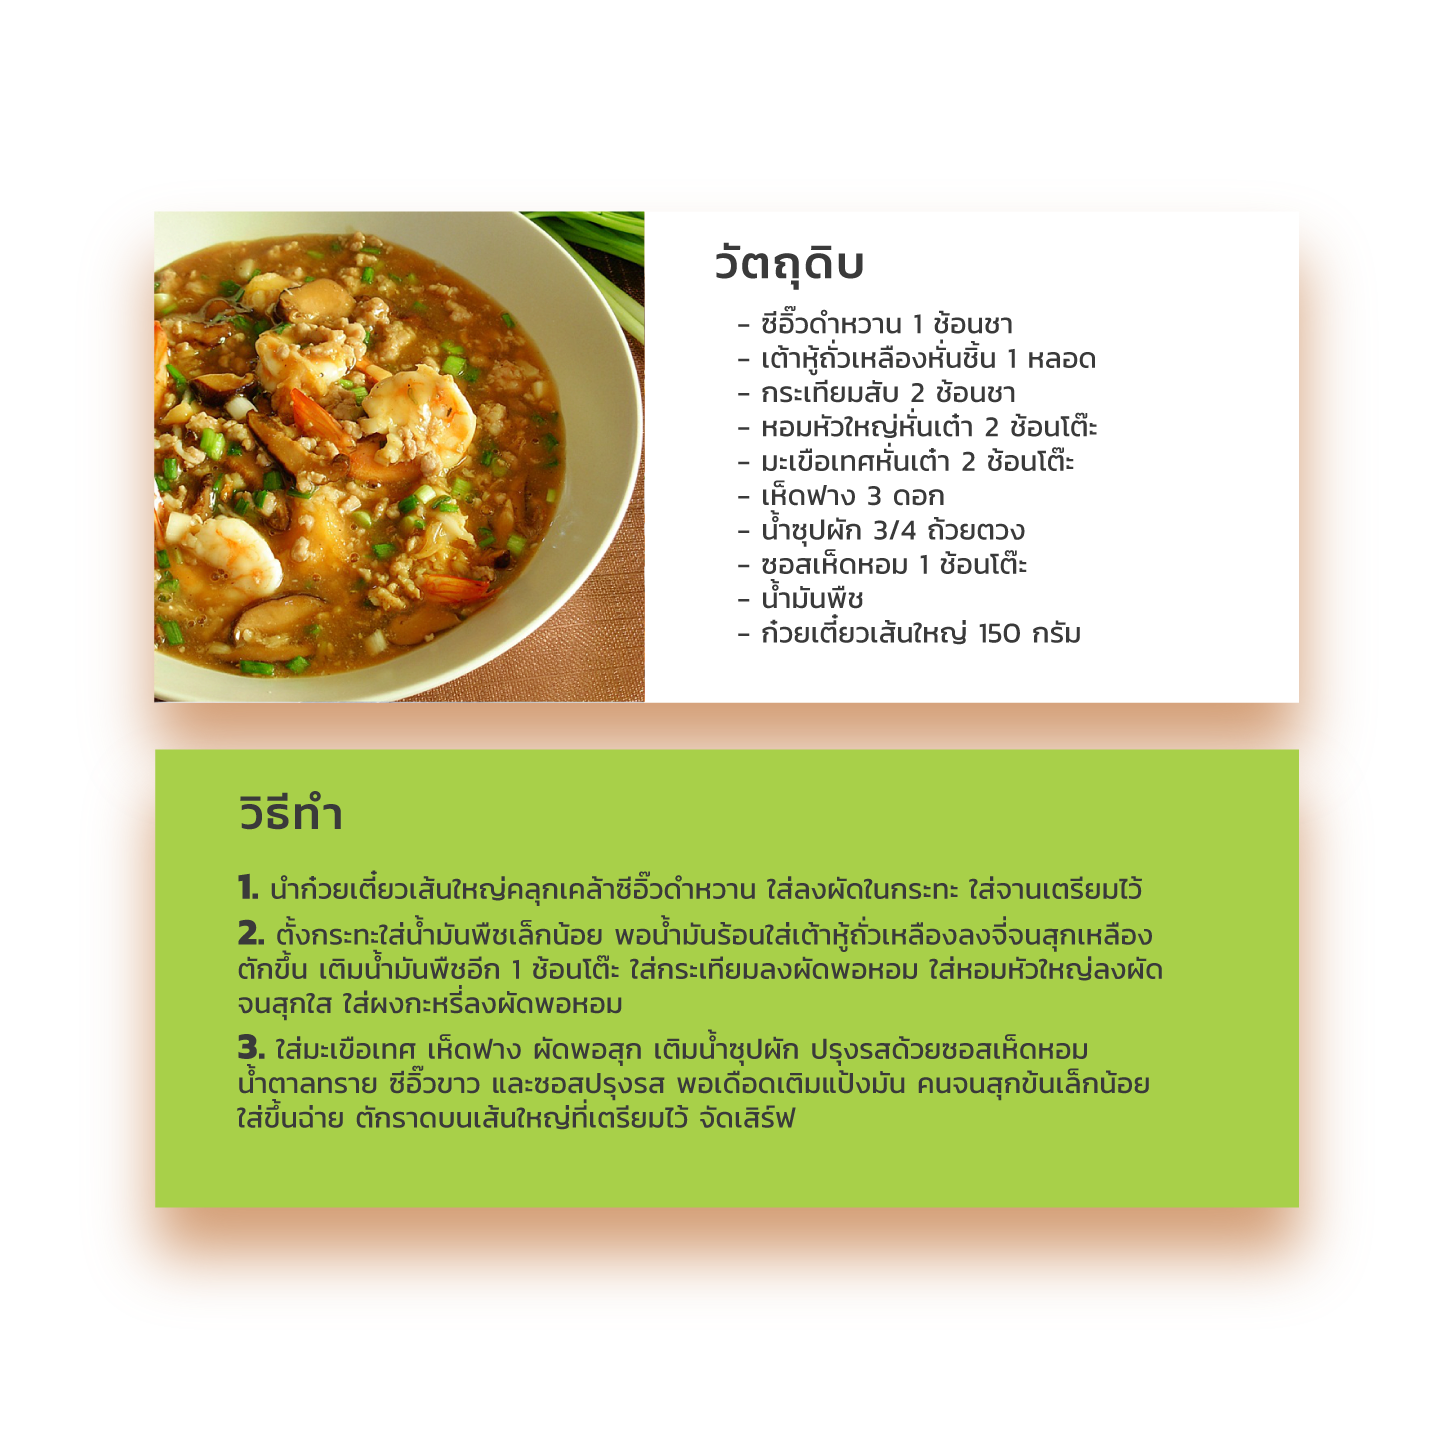 วัตถุดิบ
- ซีอิ๊วดำหวาน 1 ช้อนชา
- เต้าหู้ถั่วเหลืองหั่นชิ้น 1 หลอด
- กระเทียมสับ 2 ช้อนชา
- หอมหัวใหญ่หั่นเต๋า 2 ช้อนโต๊ะ
- มะเขือเทศหั่นเต๋า 2 ช้อนโต๊ะ
- เห็ดฟาง 3 ดอก
- น้ำซุปผัก 3/4 ถ้วยตวง
- ซอสเห็ดหอม 1 ช้อนโต๊ะ
- น้ำมันพืช
- ก๋วยเตี๋ยวเส้นใหญ่ 150 กรัม
วิธีทำ
1. นำก๋วยเตี๋ยวเส้นใหญ่คลุกเคล้าซีอิ๊วดำหวาน ใส่ลงผัดในกระทะ ใส่จานเตรียมไว้
2. ตั้งกระทะใส่น้ำมันพืชเล็กน้อย พอน้ำมันร้อนใส่เต้าหู้ถั่วเหลืองลงจี่จนสุกเหลือง
ตักขึ้น เติมน้ำมันพืชอีก 1 ช้อนโต๊ะ ใส่กระเทียมลงผัดพอหอม ใส่หอมหัวใหญ่ลงผัด
จนสุกใส ใส่ผงกะหรี่ลงผัดพอหอม
3. ใส่มะเขือเทศ เห็ดฟาง ผัดพอสุก เติมน้ำซุปผัก ปรุงรสด้วยซอสเห็ดหอม
น้ำตาลทราย ซีอิ๊วขาว และซอสปรุงรส พอเดือดเติมแป้งมัน คนจนสุกข้นเล็กน้อย
ใส่ขึ้นฉ่าย ตักราดบนเส้นใหญ่ที่เตรียมไว้ จัดเสิร์ฟ